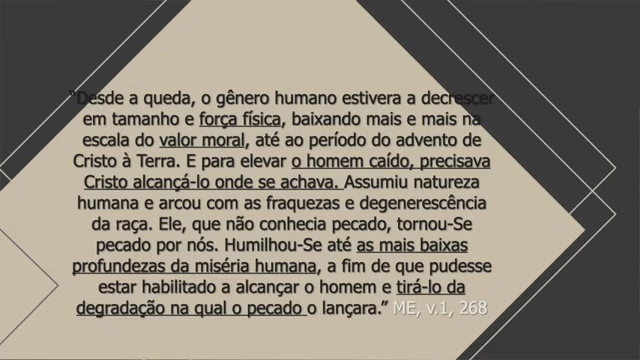 “Desde a queda, o gênero humano estivera a decrescer
em tamanho e força física, baixando mais e mais na
escala do valor moral, até ao período do advento de
Cristo à Terra. E para elevar o homem caído, precisava
Cristo alcançá-lo onde se achava. Assumiu natureza
humana e arcou com as fraquezas e degenerescência
da raça. Ele, que não conhecia pecado, tornou-Se
pecado por nós. Humilhou-Se até as mais baixas
profundezas da miséria humana, a fim de que pudesse
estar habilitado a alcançar o homem e tirá-lo da
degradação na qual o pecado o lançara.” ME, v.1, 268